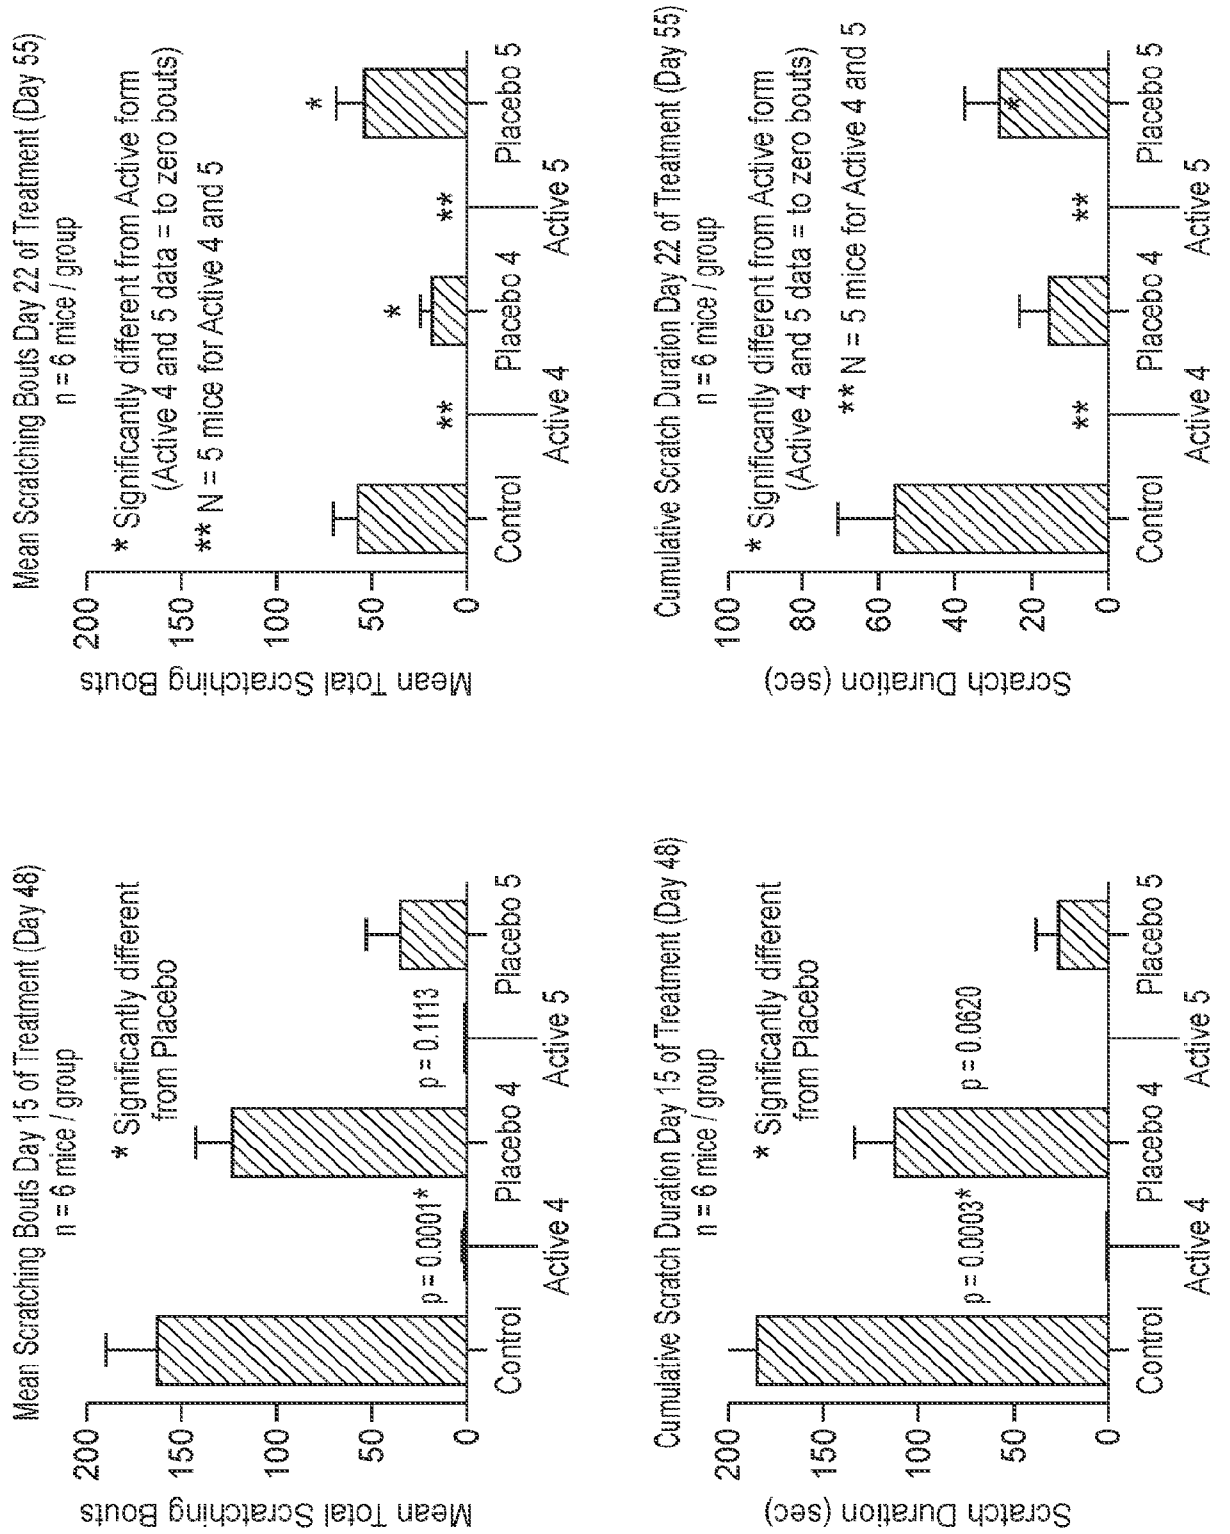 Mean Scratching Bouts Day 15 of Treatment (Day 48)
n = 6 mice / group
* Significantly different
from Placebo
Mean Total Scratching Bouts
200
150
100
50
0
p = 0.0001*
p = 0.1113
Control
Active 4
Placebo 4
Active 5
Placebo 5
Mean Scratching Bouts Day 22 of Treatment (Day 55)
n = 6 mice / group
* Significantly different from Active form
(Active 4 and 5 data = to zero bouts)
** N = 5 mice for Active 4 and 5
Mean Total Scratching Bouts
200
150
100
50
0
**
*
**
*
Control
Active 4
Placebo 4
Active 5
Placebo 5
Cumulative Scratch Duration Day 15 of Treatment (Day 48)
n = 6 mice / group
* Significantly different
from Placebo
Scratch Duration (sec)
200
150
100
50
0
p = 0.0003*
p = 0.0620
Control
Active 4
Placebo 4
Active 5
Placebo 5
Cumulative Scratch Duration Day 22 of Treatment (Day 55)
n = 6 mice / group
* Significantly different from Active form
(Active 4 and 5 data = to zero bouts)
** N = 5 mice for Active 4 and 5
Scratch Duration (sec)
100
80
60
40
20
0
**
**
*
Control
Active 4
Placebo 4
Active 5
Placebo 5